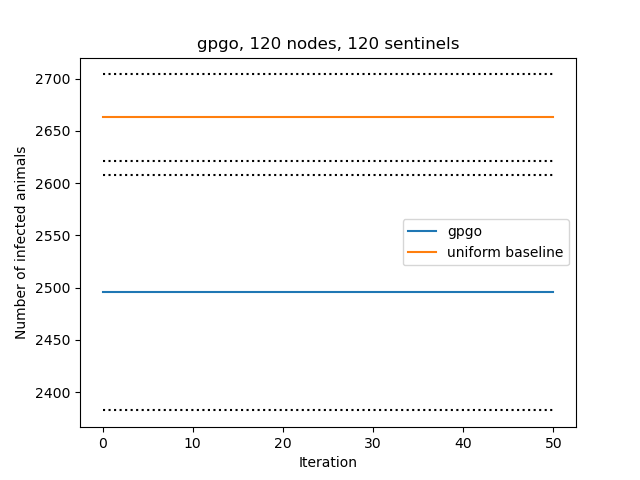 gpgo, 120 nodes, 120 sentinels
2700
2650
2600
2550
2500
2450
2400
Number of infected animals
gpgo
uniform baseline
0 10 20 30 40 50
Iteration